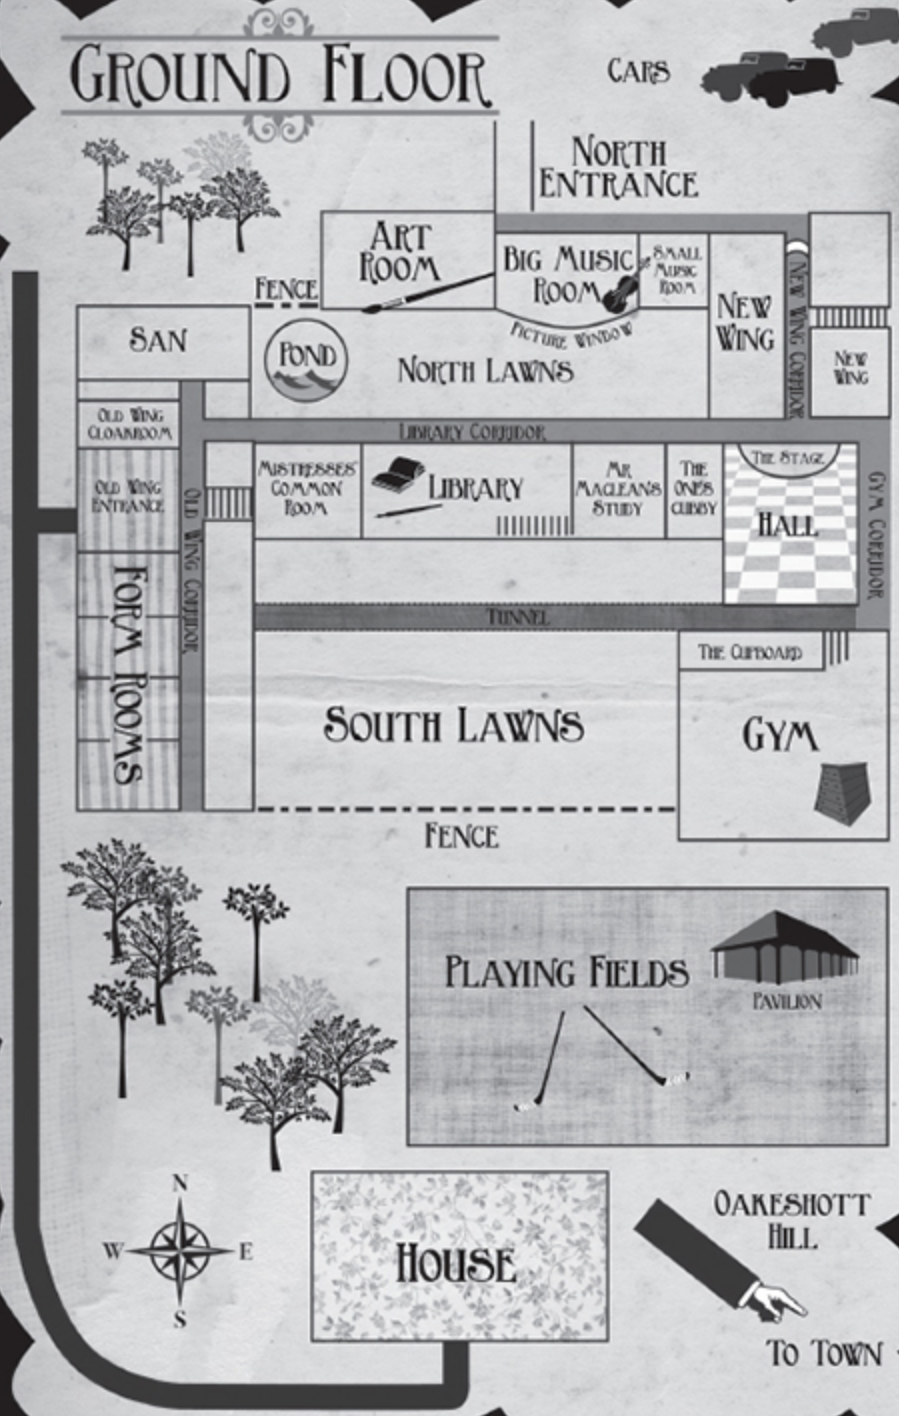 GROUND FLOOR
CARS
NORTH
ENTRANCE
ART
ROOM
BIG MUSIC
ROOM
SMALL
MUSIC
ROOM
NEW
WING
NEW WING CORRIDOR
NEW
WING
FENCE
PICTURE WINDOW
SAN
POND
NORTH LAWNS
OLD WING
CLOAKROOM
LIBRARY CORRIDOR
OLD WING
ENTRANCE
OLD WING CORRIDOR
MISTRESSES'
COMMON
ROOM
LIBRARY
MR
MACLEAN'S
STUDY
THE
ONE'S
CUBBY
THE STAGE
HALL
GYM CORRIDOR
FORM ROOMS
TUNNEL
THE CUPBOARD
SOUTH LAWNS
GYM
FENCE
PLAYING FIELDS
PAVILION
N
W
E
S
HOUSE
OAKESHOTT
HILL
TO TOWN